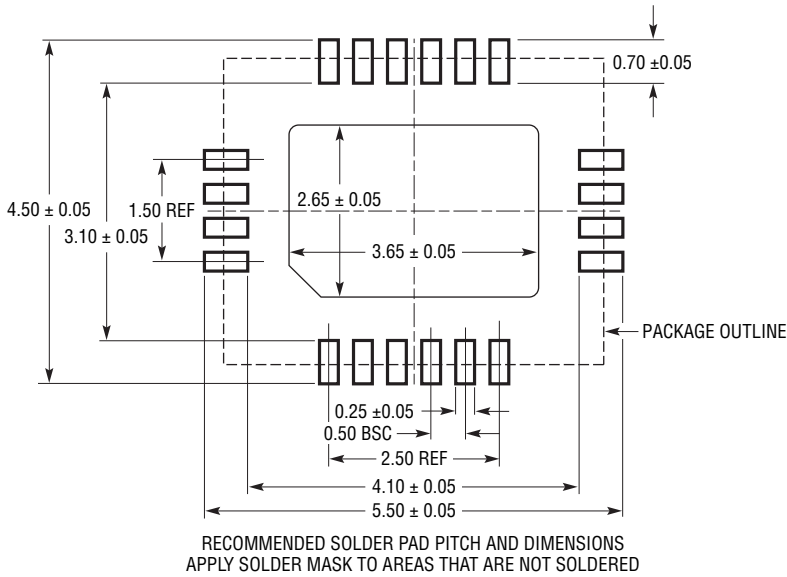 0.70 ±0.05
4.50 ± 0.05
1.50 REF
2.65 ± 0.05
3.10 ± 0.05
3.65 ± 0.05
PACKAGE OUTLINE
0.25 ±0.05
0.50 BSC
2.50 REF
4.10 ± 0.05
5.50 ± 0.05
RECOMMENDED SOLDER PAD PITCH AND DIMENSIONS
APPLY SOLDER MASK TO AREAS THAT ARE NOT SOLDERED